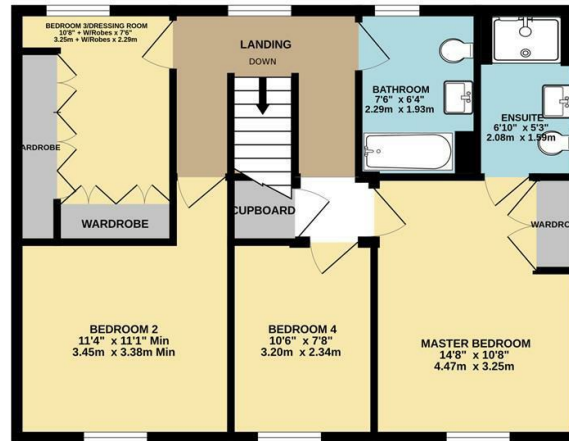 BEDROOM 3/DRESSING ROOM
10'8" + W/Robes x 7'6"
3.25m + W/Robes x 2.29m
LANDING
DOWN
BATHROOM
7'6" x 6'4"
2.29m x 1.93m
ENSUITE
6'10" x 5'3"
2.08m x 1.59m
ARDROBE
WARDROBE
CUPBOARD
WARDRO
BEDROOM 2
11'4" x 11'1" Min
3.45m x 3.38m Min
BEDROOM 4
10'6" x 7'8"
3.20m x 2.34m
MASTER BEDROOM
14'8" x 10'8"
4.47m x 3.25m